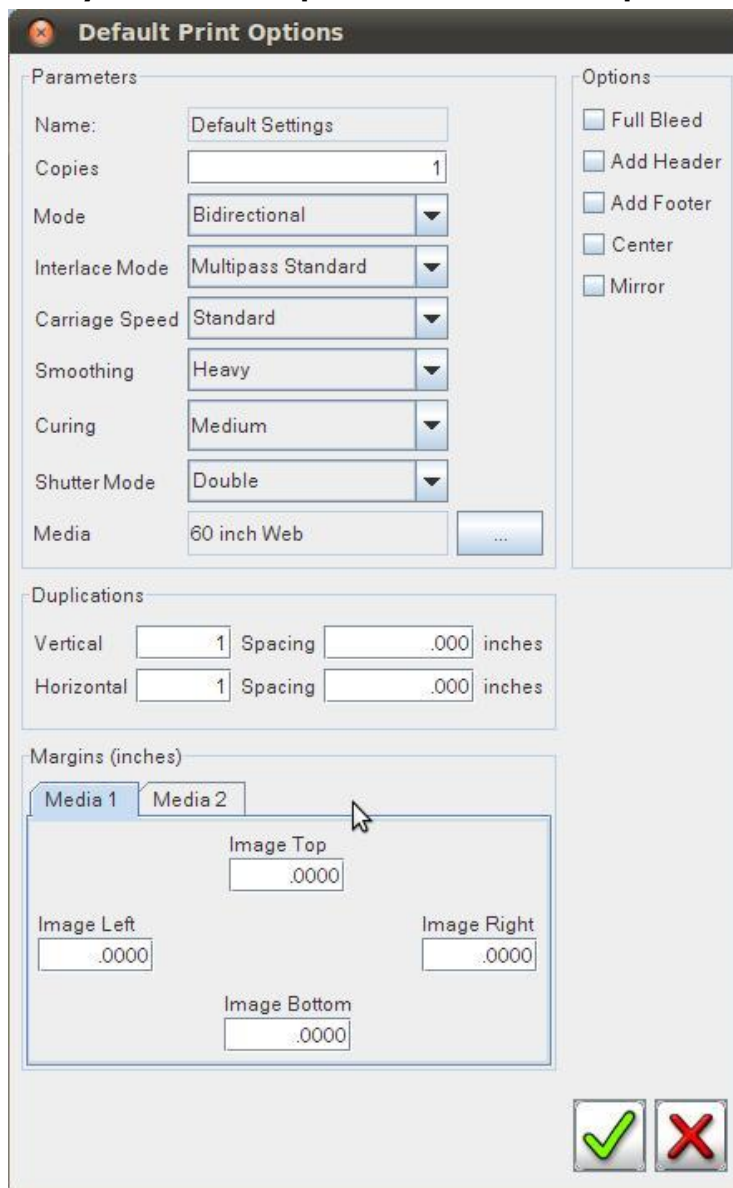 Default Print Options
Parameters
Name: Default Settings
Copies 1
Mode Bidirectional
Interlace Mode Multipass Standard
Carriage Speed Standard
Smoothing Heavy
Curing Medium
Shutter Mode Double
Media 60 inch Web ...
Options
Full Bleed
Add Header
Add Footer
Center
Mirror
Duplications
Vertical 1 Spacing .000 inches
Horizontal 1 Spacing .000 inches
Margins (inches)
Media 1 Media 2
Image Top
.0000
Image Left Image Right
.0000 .0000
Image Bottom
.0000